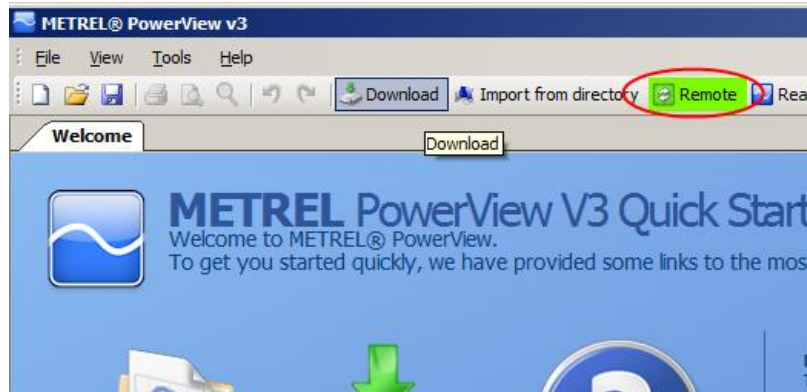 METREL® PowerView v3
File View Tools Help
Download Import from directory Remote Rea
Welcome
Download
METREL PowerView V3 Quick Start
Welcome to METREL® PowerView.
To get you started quickly, we have provided some links to the mos